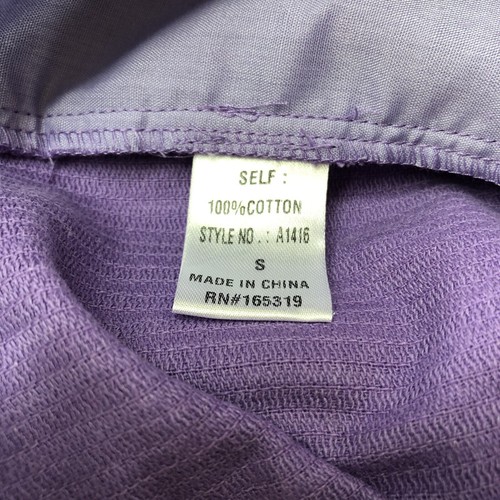 SELF :
100%COTTON
STYLE NO. : A1416
S
MADE IN CHINA
RN#165319